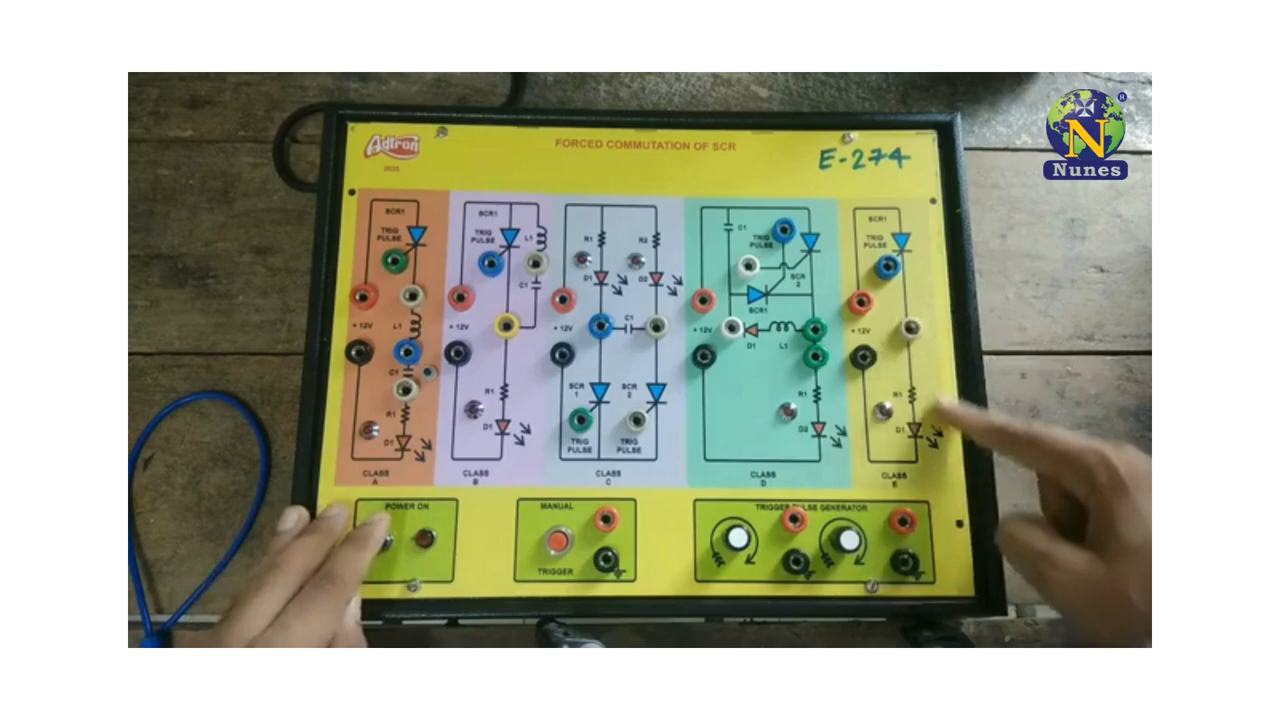 Adtron
2025
FORCED COMMUTATION OF SCR
E-274
N
Nunes
®
SCR1
TRIG
PULSE
+ 12V
L1
C1
R1
D1
CLASS
A
SCR1
TRIG
PULSE
L1
C1
+ 12V
R1
D1
CLASS
B
R1
R2
D1
D2
+ 12V
C1
SCR
1
SCR
2
TRIG
PULSE
TRIG
PULSE
CLASS
C
C1
TRIG
PULSE
SCR
2
SCR1
+ 12V
D1
L1
R1
D2
CLASS
D
SCR1
TRIG
PULSE
+ 12V
R1
D1
CLASS
E
POWER ON
MANUAL
TRIGGER
TRIGGER PULSE GENERATOR